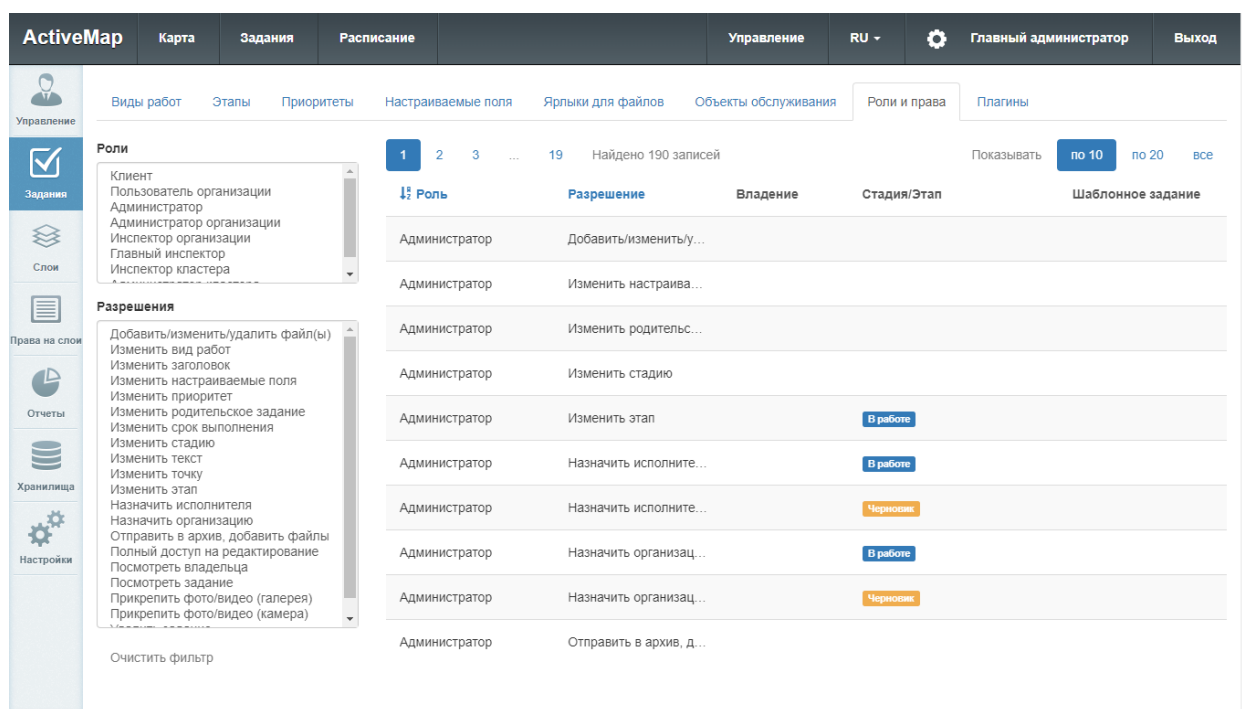 ActiveMap Карта Задания Расписание Управление RU Главный администратор Выход
Управление
Задания
Слои
Права на слои
Отчеты
Хранилища
Настройки
Виды работ Этапы Приоритеты Настраиваемые поля Ярлыки для файлов Объекты обслуживания Роли и права Плагины
Роли
Клиент
Пользователь организации
Администратор
Администратор организации
Инспектор организации
Главный инспектор
Инспектор кластера
Разрешения
Добавить/изменить/удалить файл(ы)
Изменить вид работ
Изменить заголовок
Изменить настраиваемые поля
Изменить приоритет
Изменить родительское задание
Изменить срок выполнения
Изменить стадию
Изменить текст
Изменить точку
Изменить этап
Назначить исполнителя
Назначить организацию
Отправить в архив, добавить файлы
Полный доступ на редактирование
Посмотреть владельца
Посмотреть задание
Прикрепить фото/видео (галерея)
Прикрепить фото/видео (камера)
Очистить фильтр
1 2 3 ... 19 Найдено 190 записей Показывать по 10 по 20 все
Роль Разрешение Владение Стадия/Этап Шаблонное задание
Администратор Добавить/изменить/у...
Администратор Изменить настраива...
Администратор Изменить родительс...
Администратор Изменить стадию
Администратор Изменить этап В работе
Администратор Назначить исполните... В работе
Администратор Назначить исполните... Черновик
Администратор Назначить организац... В работе
Администратор Назначить организац... Черновик
Администратор Отправить в архив, д...